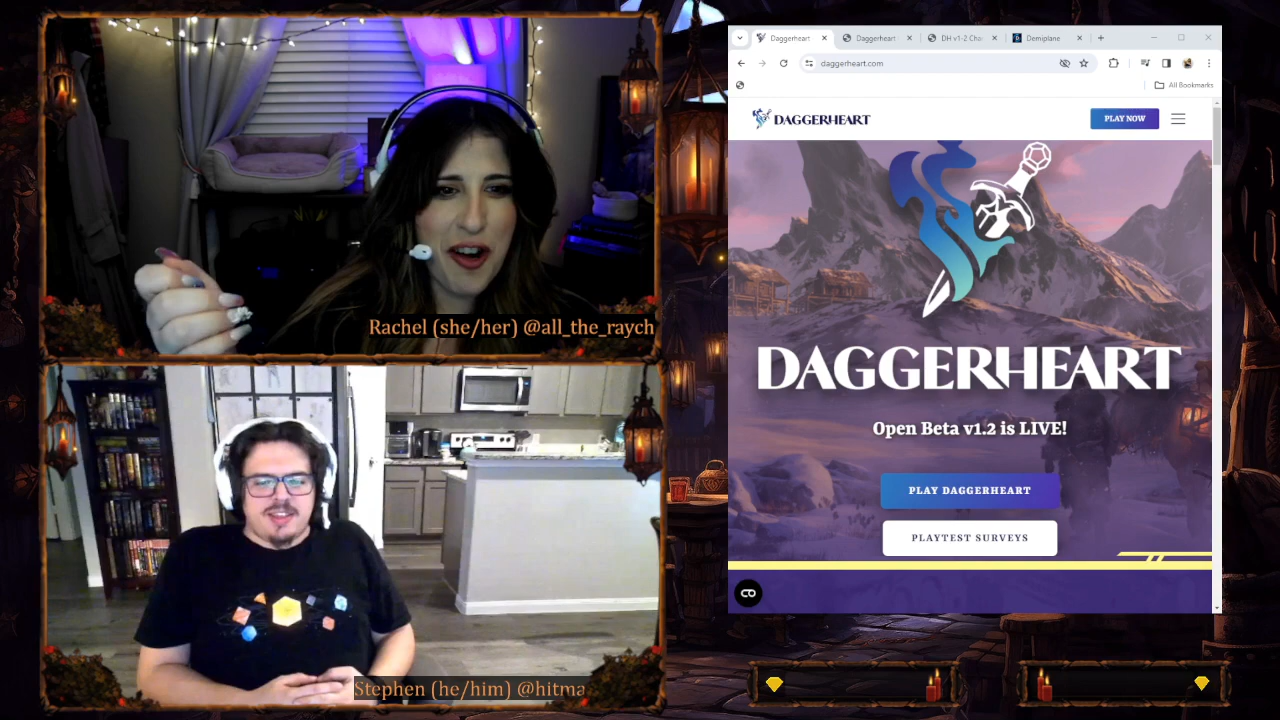 Rachel (she/her) @all_the_raych
Stephen (he/him) @hitma
Daggerheart
Daggerheart
DH v1-2 Cha
Demiplane
daggerheart.com
All Bookmarks
DAGGERHEART
PLAY NOW
DAGGERHEART
Open Beta v1.2 is LIVE!
PLAY DAGGERHEART
PLAYTEST SURVEYS